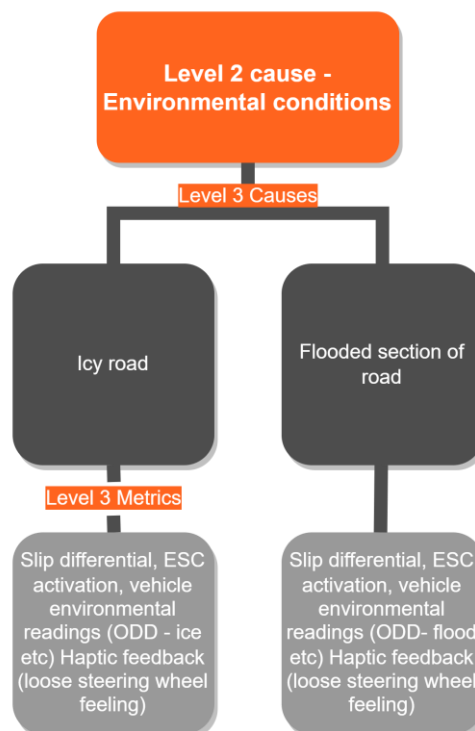 Level 2 cause -
Environmental conditions
Level 3 Causes
Icy road
Flooded section of
road
Level 3 Metrics
Slip differential, ESC
activation, vehicle
environmental
readings (ODD - ice
etc) Haptic feedback
(loose steering wheel
feeling)
Slip differential, ESC
activation, vehicle
environmental
readings (ODD- flood
etc) Haptic feedback
(loose steering wheel
feeling)